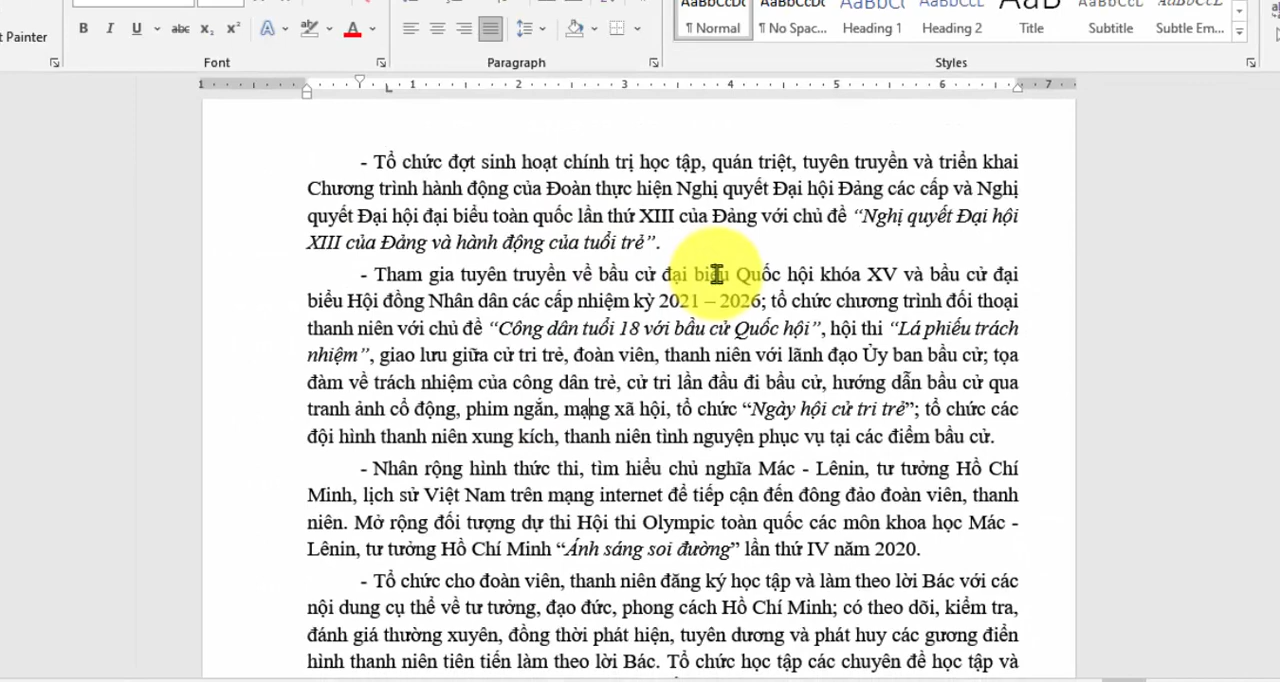 t Painter
B I U abc X₂ X² A ab A
Font
Paragraph
AaBbCcDc AaBbCcDc AaBbC AaBbCcC AaB AaBbCcC AaBbCcD
¶ Normal ¶ No Spac... Heading 1 Heading 2 Title Subtitle Subtle Em...
Styles
1 1 2 3 4 5 6 7
- Tổ chức đợt sinh hoạt chính trị học tập, quán triệt, tuyên truyền và triển khai
Chương trình hành động của Đoàn thực hiện Nghị quyết Đại hội Đảng các cấp và Nghị
quyết Đại hội đại biểu toàn quốc lần thứ XIII của Đảng với chủ đề “Nghị quyết Đại hội
XIII của Đảng và hành động của tuổi trẻ”.
- Tham gia tuyên truyền về bầu cử đại biểu Quốc hội khóa XV và bầu cử đại
biểu Hội đồng Nhân dân các cấp nhiệm kỳ 2021 – 2026; tổ chức chương trình đối thoại
thanh niên với chủ đề “Công dân tuổi 18 với bầu cử Quốc hội”, hội thi “Lá phiếu trách
nhiệm”, giao lưu giữa cử tri trẻ, đoàn viên, thanh niên với lãnh đạo Ủy ban bầu cử; tọa
đàm về trách nhiệm của công dân trẻ, cử tri lần đầu đi bầu cử, hướng dẫn bầu cử qua
tranh ảnh cổ động, phim ngắn, mạng xã hội, tổ chức “Ngày hội cử tri trẻ”; tổ chức các
đội hình thanh niên xung kích, thanh niên tình nguyện phục vụ tại các điểm bầu cử.
- Nhân rộng hình thức thi, tìm hiểu chủ nghĩa Mác - Lênin, tư tưởng Hồ Chí
Minh, lịch sử Việt Nam trên mạng internet để tiếp cận đến đông đảo đoàn viên, thanh
niên. Mở rộng đối tượng dự thi Hội thi Olympic toàn quốc các môn khoa học Mác -
Lênin, tư tưởng Hồ Chí Minh “Ánh sáng soi đường” lần thứ IV năm 2020.
- Tổ chức cho đoàn viên, thanh niên đăng ký học tập và làm theo lời Bác với các
nội dung cụ thể về tư tưởng, đạo đức, phong cách Hồ Chí Minh; có theo dõi, kiểm tra,
đánh giá thường xuyên, đồng thời phát hiện, tuyên dương và phát huy các gương điển
hình thanh niên tiên tiến làm theo lời Bác. Tổ chức học tập các chuyên đề học tập và